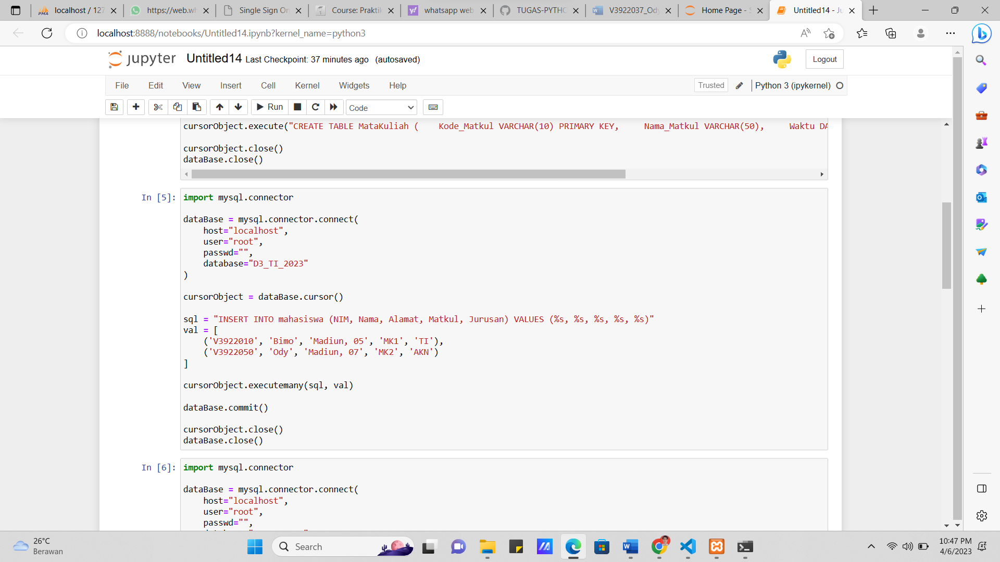 localhost / 127
https://web.wh
Single Sign On
Course: Praktik
whatsapp web
TUGAS-PYTHO
V3922037_Ody
Home Page - S
Untitled14 - Ju
localhost:8888/notebooks/Untitled14.ipynb?kernel_name=python3
jupyter Untitled14 Last Checkpoint: 37 minutes ago (autosaved)
Logout
File Edit View Insert Cell Kernel Widgets Help
Trusted Python 3 (ipykernel)
Run Code
cursorObject.execute("CREATE TABLE MataKuliah (    Kode_Matkul VARCHAR(10) PRIMARY KEY,     Nama_Matkul VARCHAR(50),     Waktu DA
cursorObject.close()
dataBase.close()
In [5]: import mysql.connector
dataBase = mysql.connector.connect(
    host="localhost",
    user="root",
    passwd="",
    database="D3_TI_2023"
)
cursorObject = dataBase.cursor()
sql = "INSERT INTO mahasiswa (NIM, Nama, Alamat, Matkul, Jurusan) VALUES (%s, %s, %s, %s, %s)"
val = [
    ('V3922010', 'Bimo', 'Madiun, 05', 'MK1', 'TI'),
    ('V3922050', 'Ody', 'Madiun, 07', 'MK2', 'AKN')
]
cursorObject.executemany(sql, val)
dataBase.commit()
cursorObject.close()
dataBase.close()
In [6]: import mysql.connector
dataBase = mysql.connector.connect(
    host="localhost",
    user="root",
    passwd="",
26°C
Berawan
Search
10:47 PM
4/6/2023